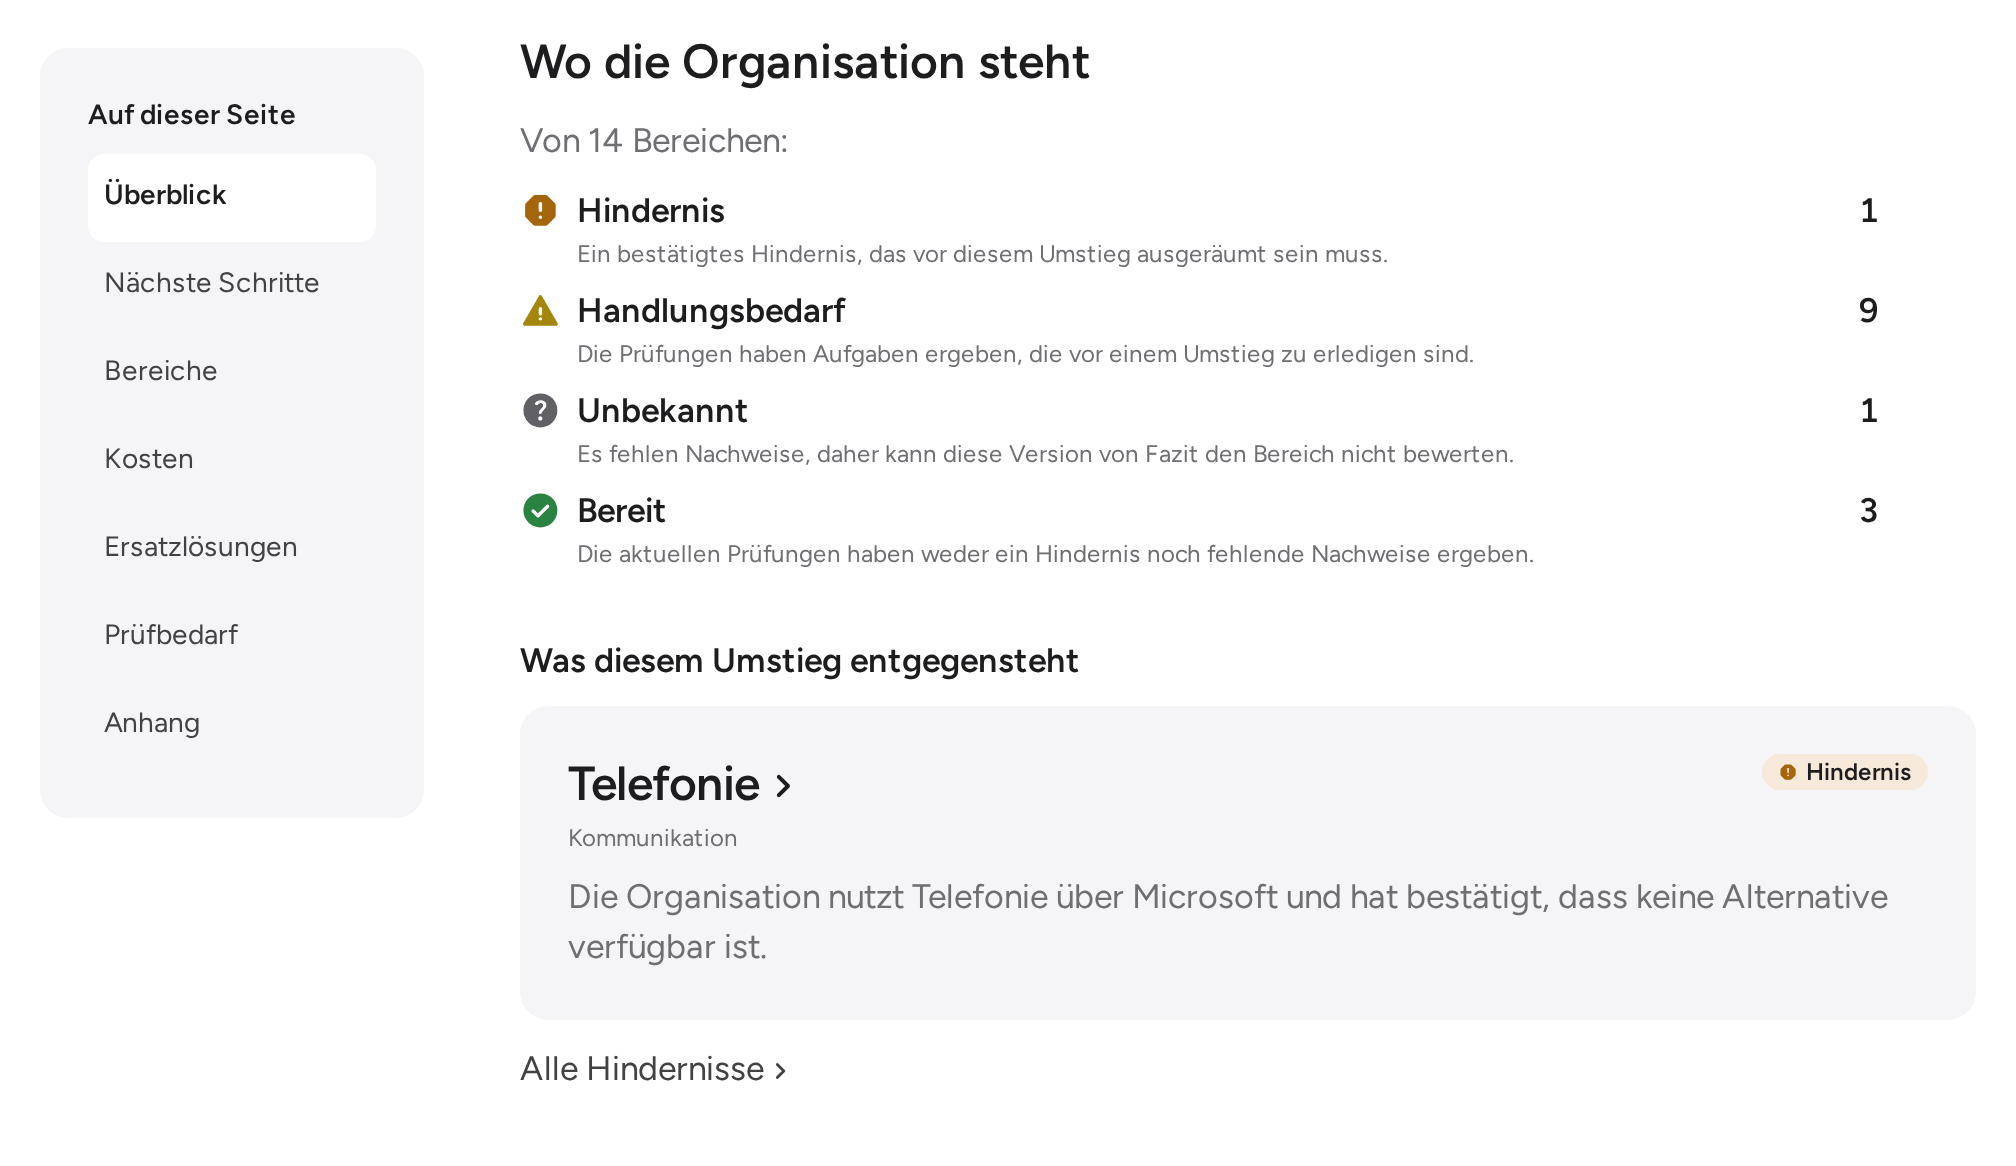 Auf dieser Seite
Überblick
Nächste Schritte
Bereiche
Kosten
Ersatzlösungen
Prüfbedarf
Anhang
Wo die Organisation steht
Von 14 Bereichen:
Hindernis 1
Ein bestätigtes Hindernis, das vor diesem Umstieg ausgeräumt sein muss.
Handlungsbedarf 9
Die Prüfungen haben Aufgaben ergeben, die vor einem Umstieg zu erledigen sind.
Unbekannt 1
Es fehlen Nachweise, daher kann diese Version von Fazit den Bereich nicht bewerten.
Bereit 3
Die aktuellen Prüfungen haben weder ein Hindernis noch fehlende Nachweise ergeben.
Was diesem Umstieg entgegensteht
Telefonie
Hindernis
Kommunikation
Die Organisation nutzt Telefonie über Microsoft und hat bestätigt, dass keine Alternative
verfügbar ist.
Alle Hindernisse